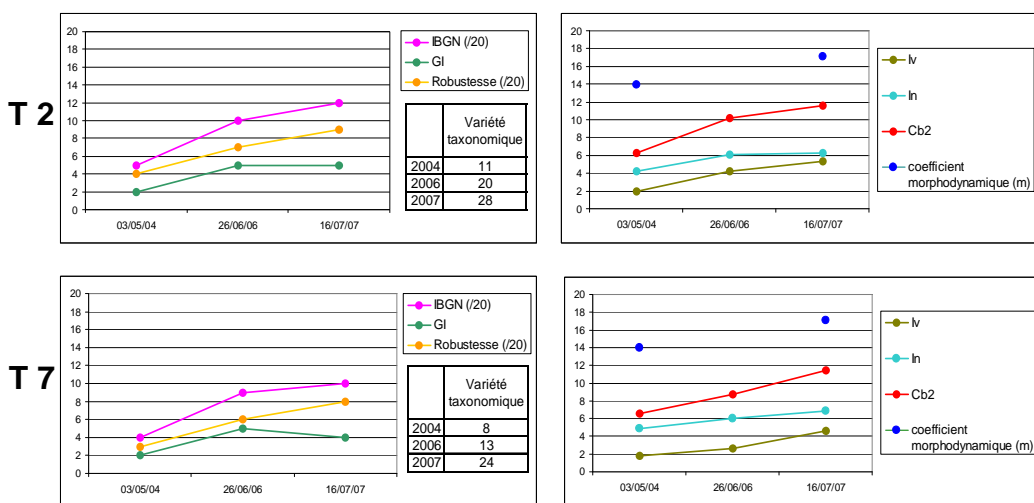 T 2
20
18
16
14
12
10
8
6
4
2
0
03/05/04 26/06/06 16/07/07
IBGN (/20)
GI
Robustesse (/20)
Variété
taxonomique
2004 11
2006 20
2007 28
20
18
16
14
12
10
8
6
4
2
0
03/05/04 26/06/06 16/07/07
Iv
In
Cb2
coefficient
morphodynamique (m)
T 7
20
18
16
14
12
10
8
6
4
2
0
03/05/04 26/06/06 16/07/07
IBGN (/20)
GI
Robustesse (/20)
Variété
taxonomique
2004 8
2006 13
2007 24
20
18
16
14
12
10
8
6
4
2
0
03/05/04 26/06/06 16/07/07
Iv
In
Cb2
coefficient
morphodynamique (m)